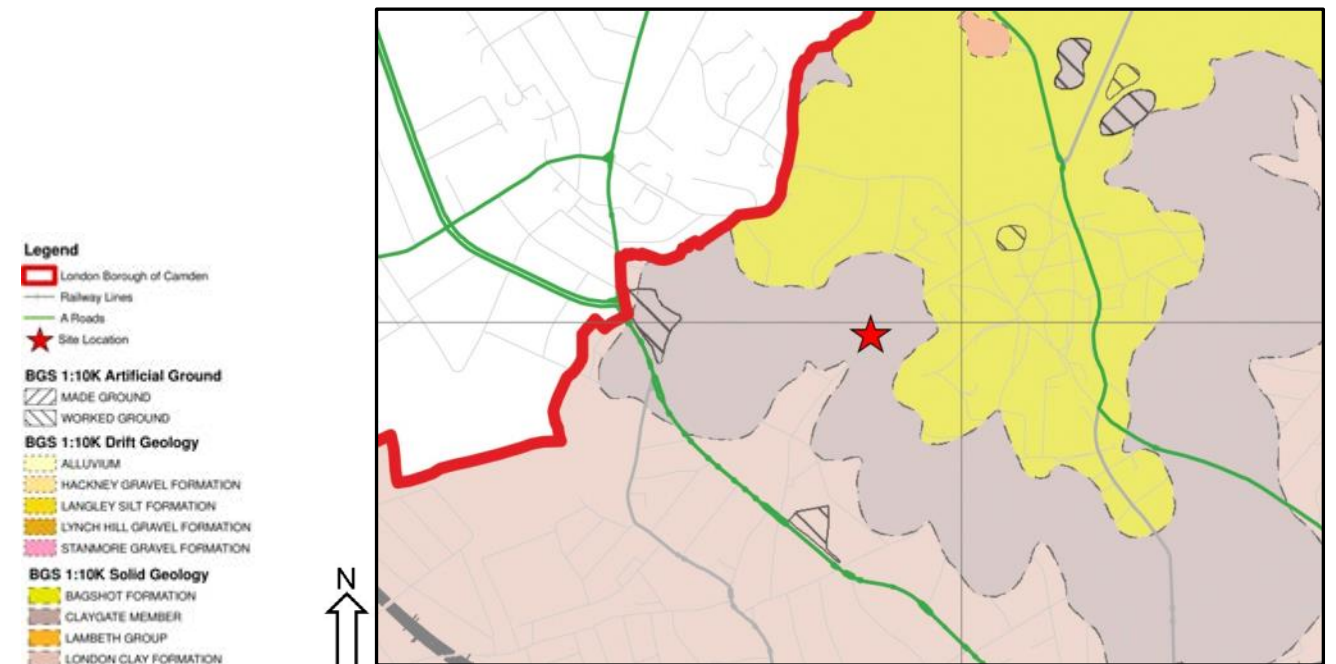 Legend
London Borough of Camden
Railway Lines
A Roads
Site Location
BGS 1:10K Artificial Ground
MADE GROUND
WORKED GROUND
BGS 1:10K Drift Geology
ALLUVIUM
HACKNEY GRAVEL FORMATION
LANGLEY SILT FORMATION
LYNCH HILL GRAVEL FORMATION
STANMORE GRAVEL FORMATION
BGS 1:10K Solid Geology
BAGSHOT FORMATION
CLAYGATE MEMBER
LAMBETH GROUP
LONDON CLAY FORMATION
N